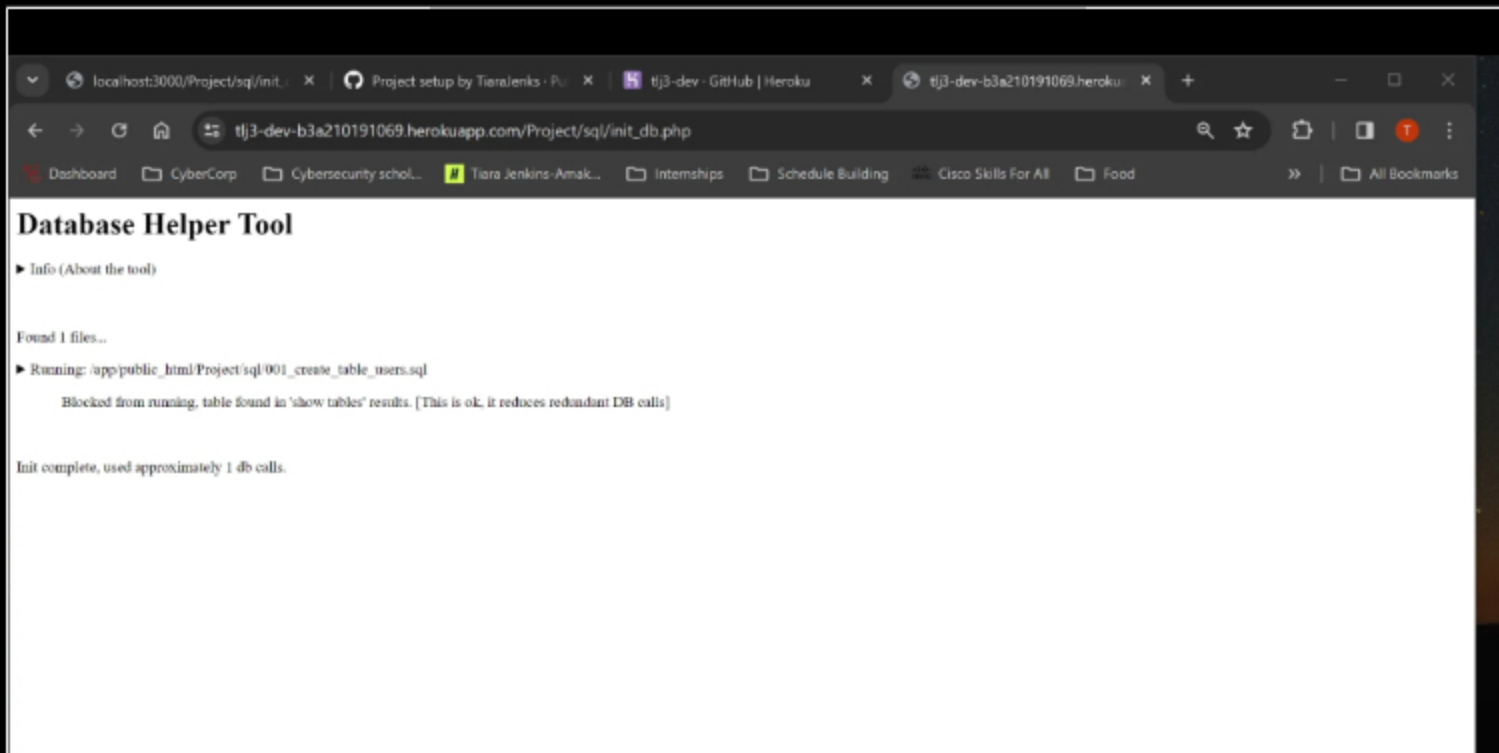 localhost:3000/Project/sql/init_
Project setup by TiaraJenks · Pu
tlj3-dev · GitHub | Heroku
tlj3-dev-b3a210191069.heroku
tlj3-dev-b3a210191069.herokuapp.com/Project/sql/init_db.php
T
Dashboard
CyberCorp
Cybersecurity schol...
Tiara Jenkins-Amak...
Internships
Schedule Building
Cisco Skills For All
Food
All Bookmarks
Database Helper Tool
Info (About the tool)
Found 1 files...
Running: /app/public_html/Project/sql/001_create_table_users.sql
Blocked from running, table found in 'show tables' results. [This is ok, it reduces redundant DB calls]
Init complete, used approximately 1 db calls.